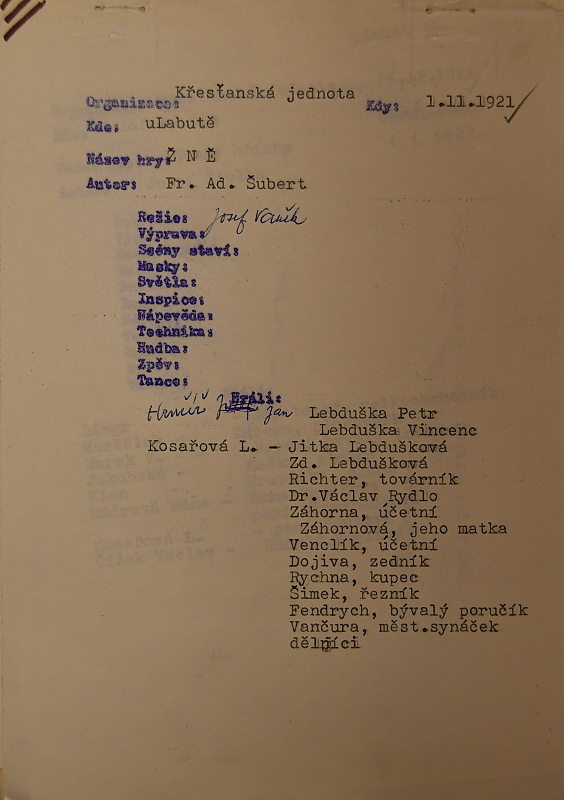 Organizace: Křesťanská jednota Kdy: 1.11.1921
Kde: uLabutě
Název hry: Ž N Ě
Autor: Fr. Ad. Šubert
Režie: Josef Vaněk
Výprava:
Scény staví:
Masky:
Světla:
Inspice:
Nápověda:
Technika:
Hudba:
Zpěv:
Tance:
Hráli:
Jan Lebduška Petr
Lebduška Vincenc
Kosařová L. - Jitka Lebdušková
Zd. Lebdušková
Richter, továrník
Dr.Václav Rydlo
Záhorna, účetní
Záhornová, jeho matka
Venclík, účetní
Dojiva, zedník
Rychna, kupec
Šimek, řezník
Fendrych, bývalý poručík
Vančura, měst.synáček
dělníci